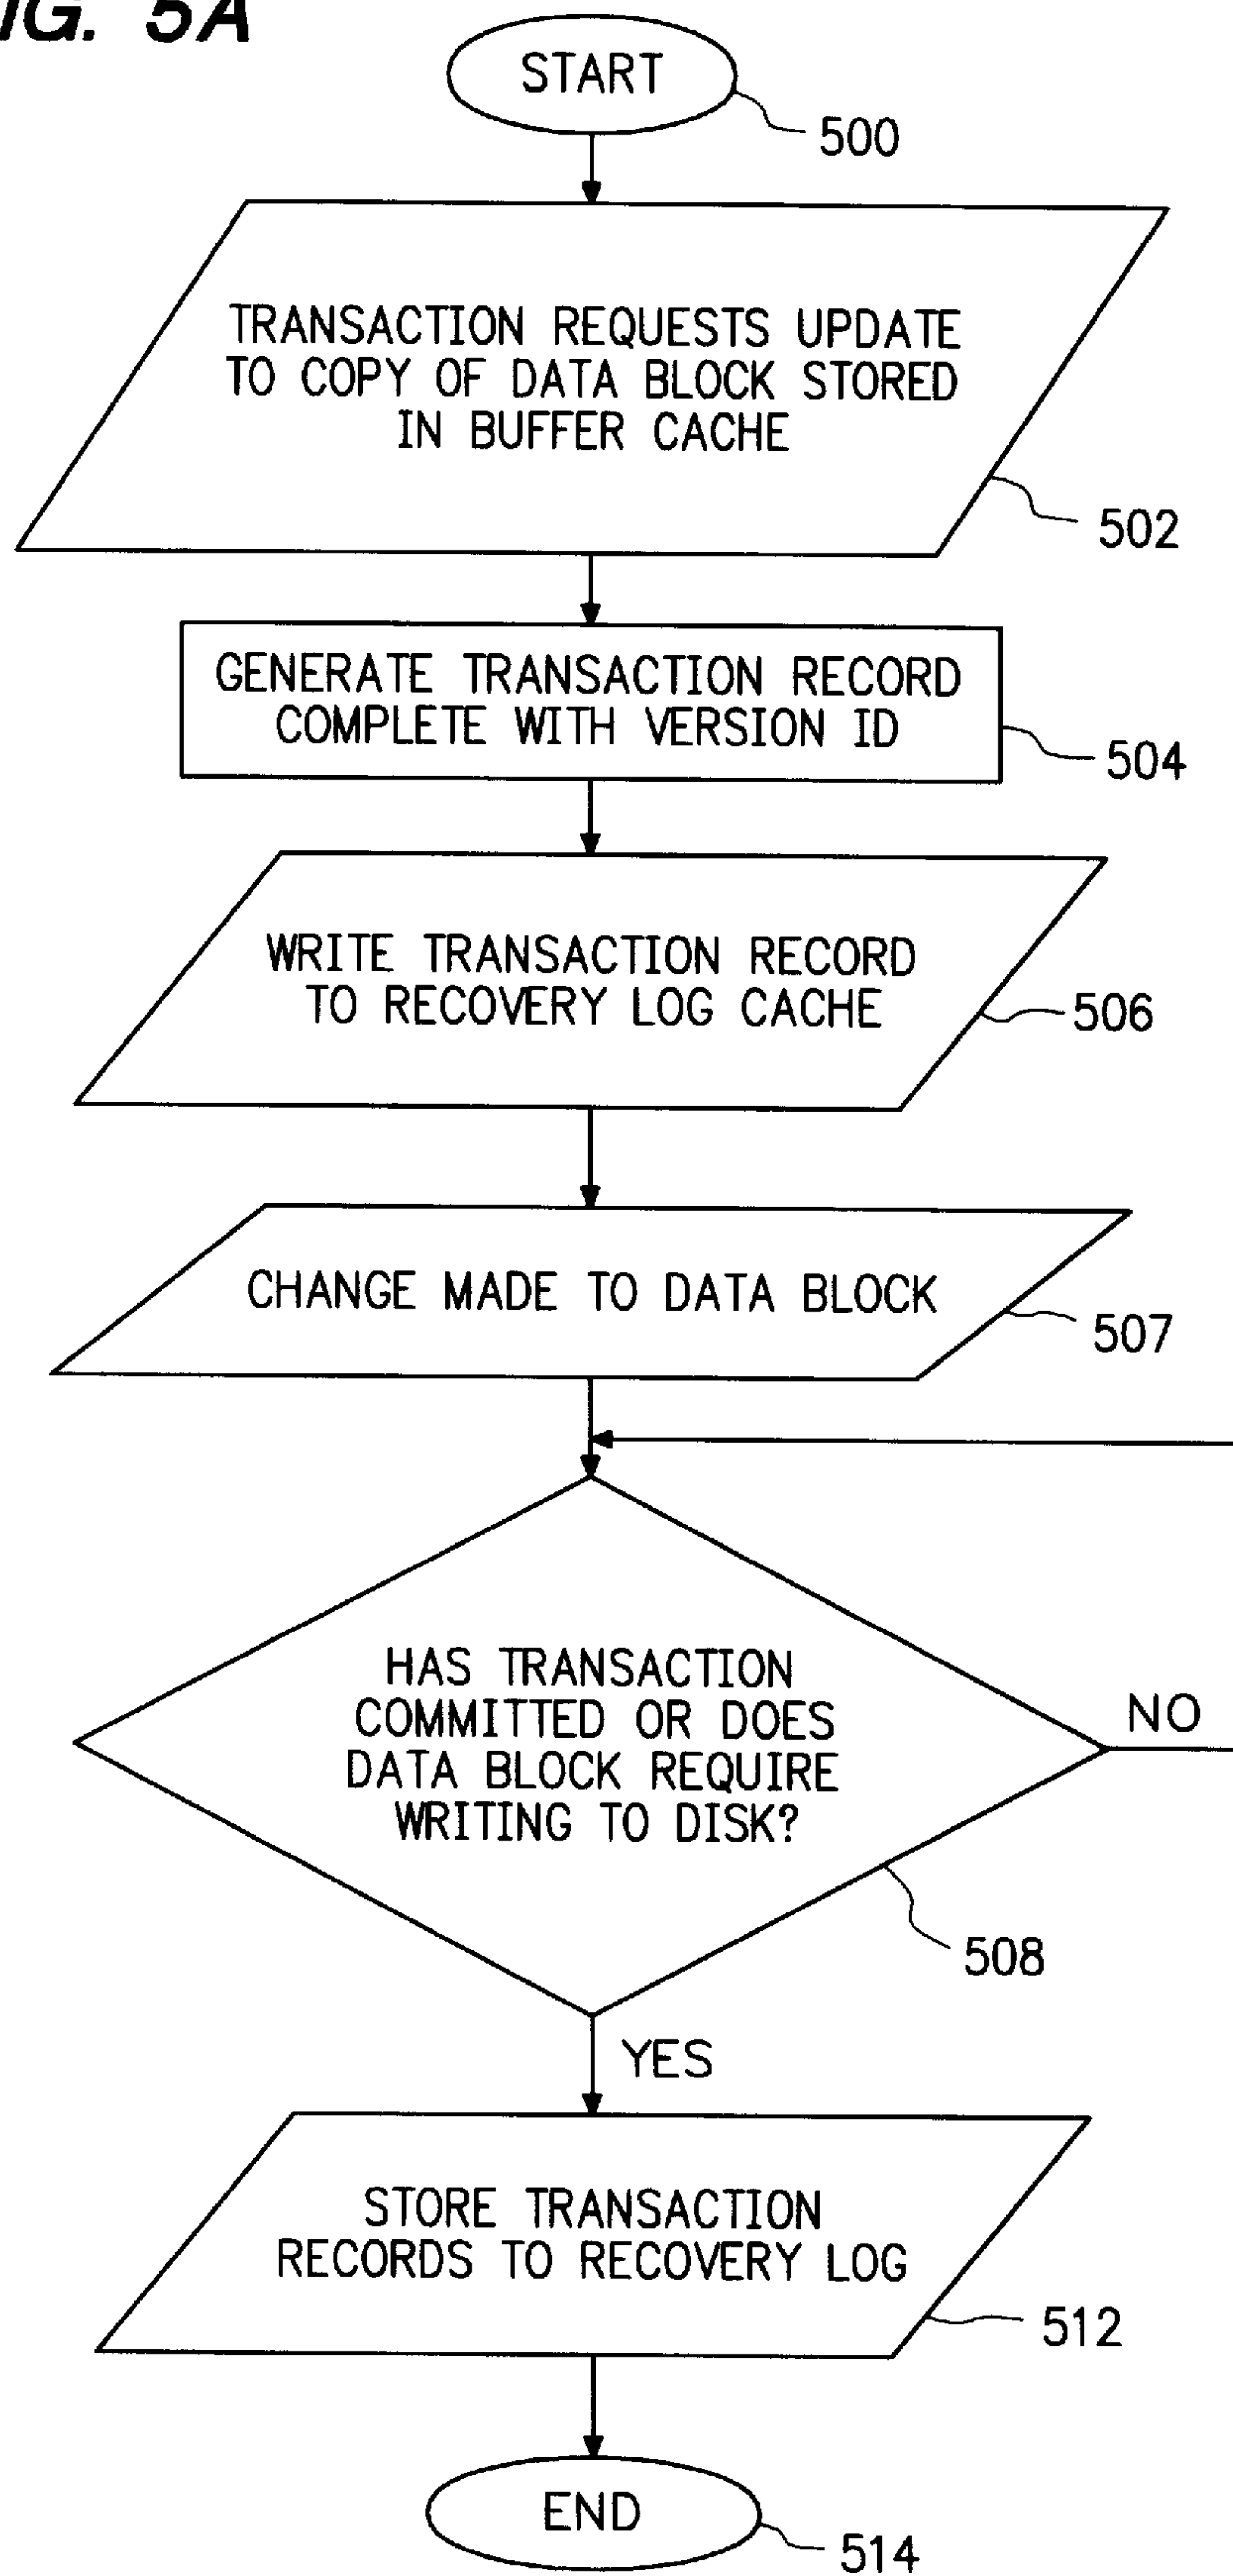 IG. 5A
START
500
TRANSACTION REQUESTS UPDATE
TO COPY OF DATA BLOCK STORED
IN BUFFER CACHE
502
GENERATE TRANSACTION RECORD
COMPLETE WITH VERSION ID
504
WRITE TRANSACTION RECORD
TO RECOVERY LOG CACHE
506
CHANGE MADE TO DATA BLOCK
507
HAS TRANSACTION
COMMITTED OR DOES
DATA BLOCK REQUIRE
WRITING TO DISK?
NO
508
YES
STORE TRANSACTION
RECORDS TO RECOVERY LOG
512
END
514